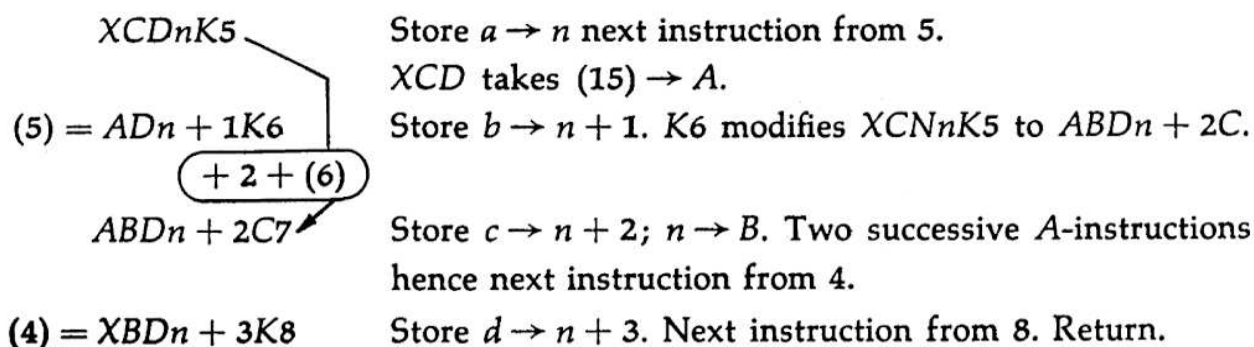 XCDnK5 Store a → n next instruction from 5.
XCD takes (15) → A.
(5) = ADn + 1K6 Store b → n + 1. K6 modifies XCNnK5 to ABDn + 2C.
+ 2 + (6)
ABDn + 2C7 Store c → n + 2; n → B. Two successive A-instructions
hence next instruction from 4.
(4) = XBDn + 3K8 Store d → n + 3. Next instruction from 8. Return.